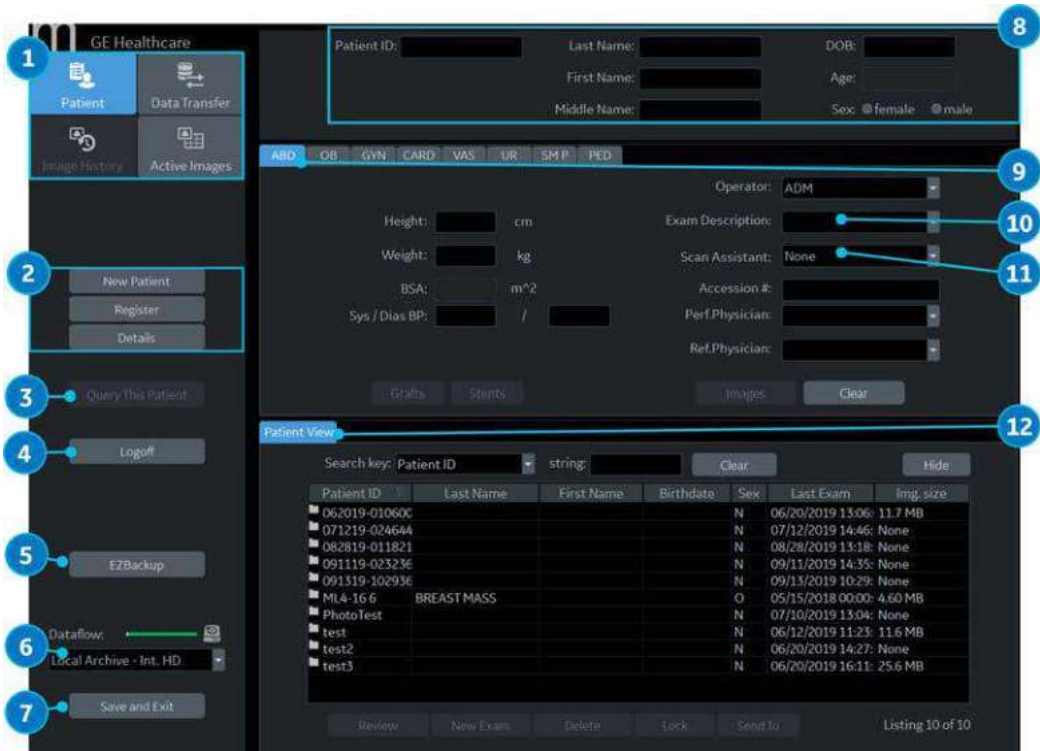 m
GE Healthcare
1
Patient
Data Transfer
Image History
Active Images
2
New Patient
Register
Details
3
Query This Patient
4
Logoff
5
EZBackup
Dataflow:
6
Local Archive - Int. HD
7
Save and Exit
8
Patient ID: Last Name: DOB:
First Name: Age:
Middle Name: Sex: female male
ABD OB GYN CARD VAS UR SM P PED
9
Operator: ADM
Height: cm Exam Description:
10
Weight: kg Scan Assistant: None
11
BSA: m^2 Accession #:
Sys / Dias BP: / Perf.Physician:
Ref.Physician:
Grafts Stents Images Clear
Patient View
12
Search key: Patient ID string: Clear Hide
Patient ID Last Name First Name Birthdate Sex Last Exam Img. size
062019-01060C N 06/20/2019 13:06: 11.7 MB
071219-024644 N 07/12/2019 14:46: None
082819-011821 N 08/28/2019 13:18: None
091119-023236 N 09/11/2019 14:35: None
091319-102936 N 09/13/2019 10:29: None
ML4-16 6 BREAST MASS O 05/15/2018 00:00: 4.60 MB
PhotoTest N 07/10/2019 13:04: None
test N 06/12/2019 11:23: 11.6 MB
test2 N 06/20/2019 14:27: None
test3 N 06/20/2019 16:11: 25.6 MB
Review New Exam Delete Lock Send To Listing 10 of 10